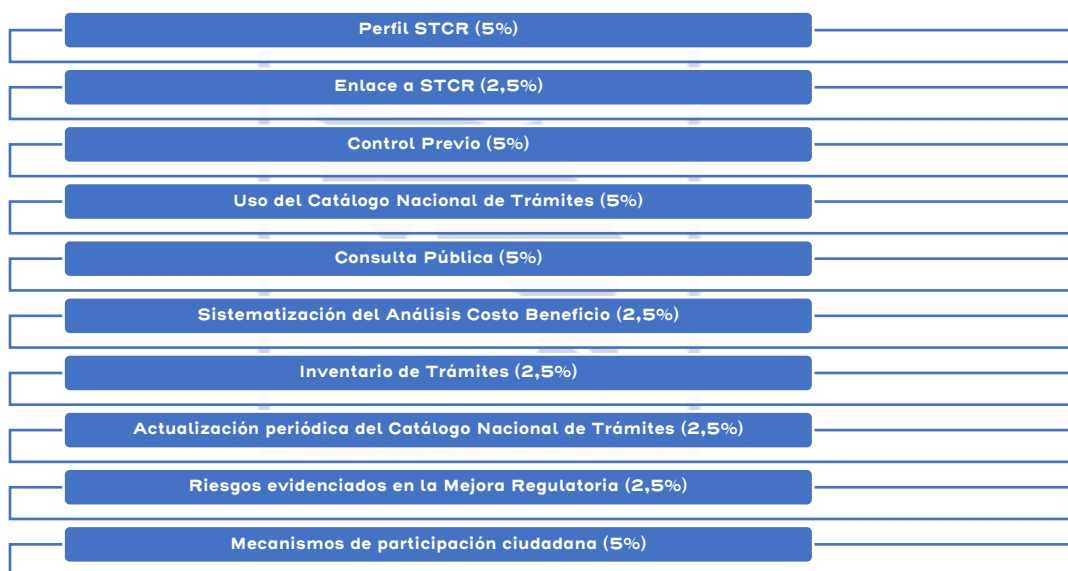 Perfil STCR (5%)
Enlace a STCR (2,5%)
Control Previo (5%)
Uso del Catálogo Nacional de Trámites (5%)
Consulta Pública (5%)
Sistematización del Análisis Costo Beneficio (2,5%)
Inventario de Trámites (2,5%)
Actualización periódica del Catálogo Nacional de Trámites (2,5%)
Riesgos evidenciados en la Mejora Regulatoria (2,5%)
Mecanismos de participación ciudadana (5%)